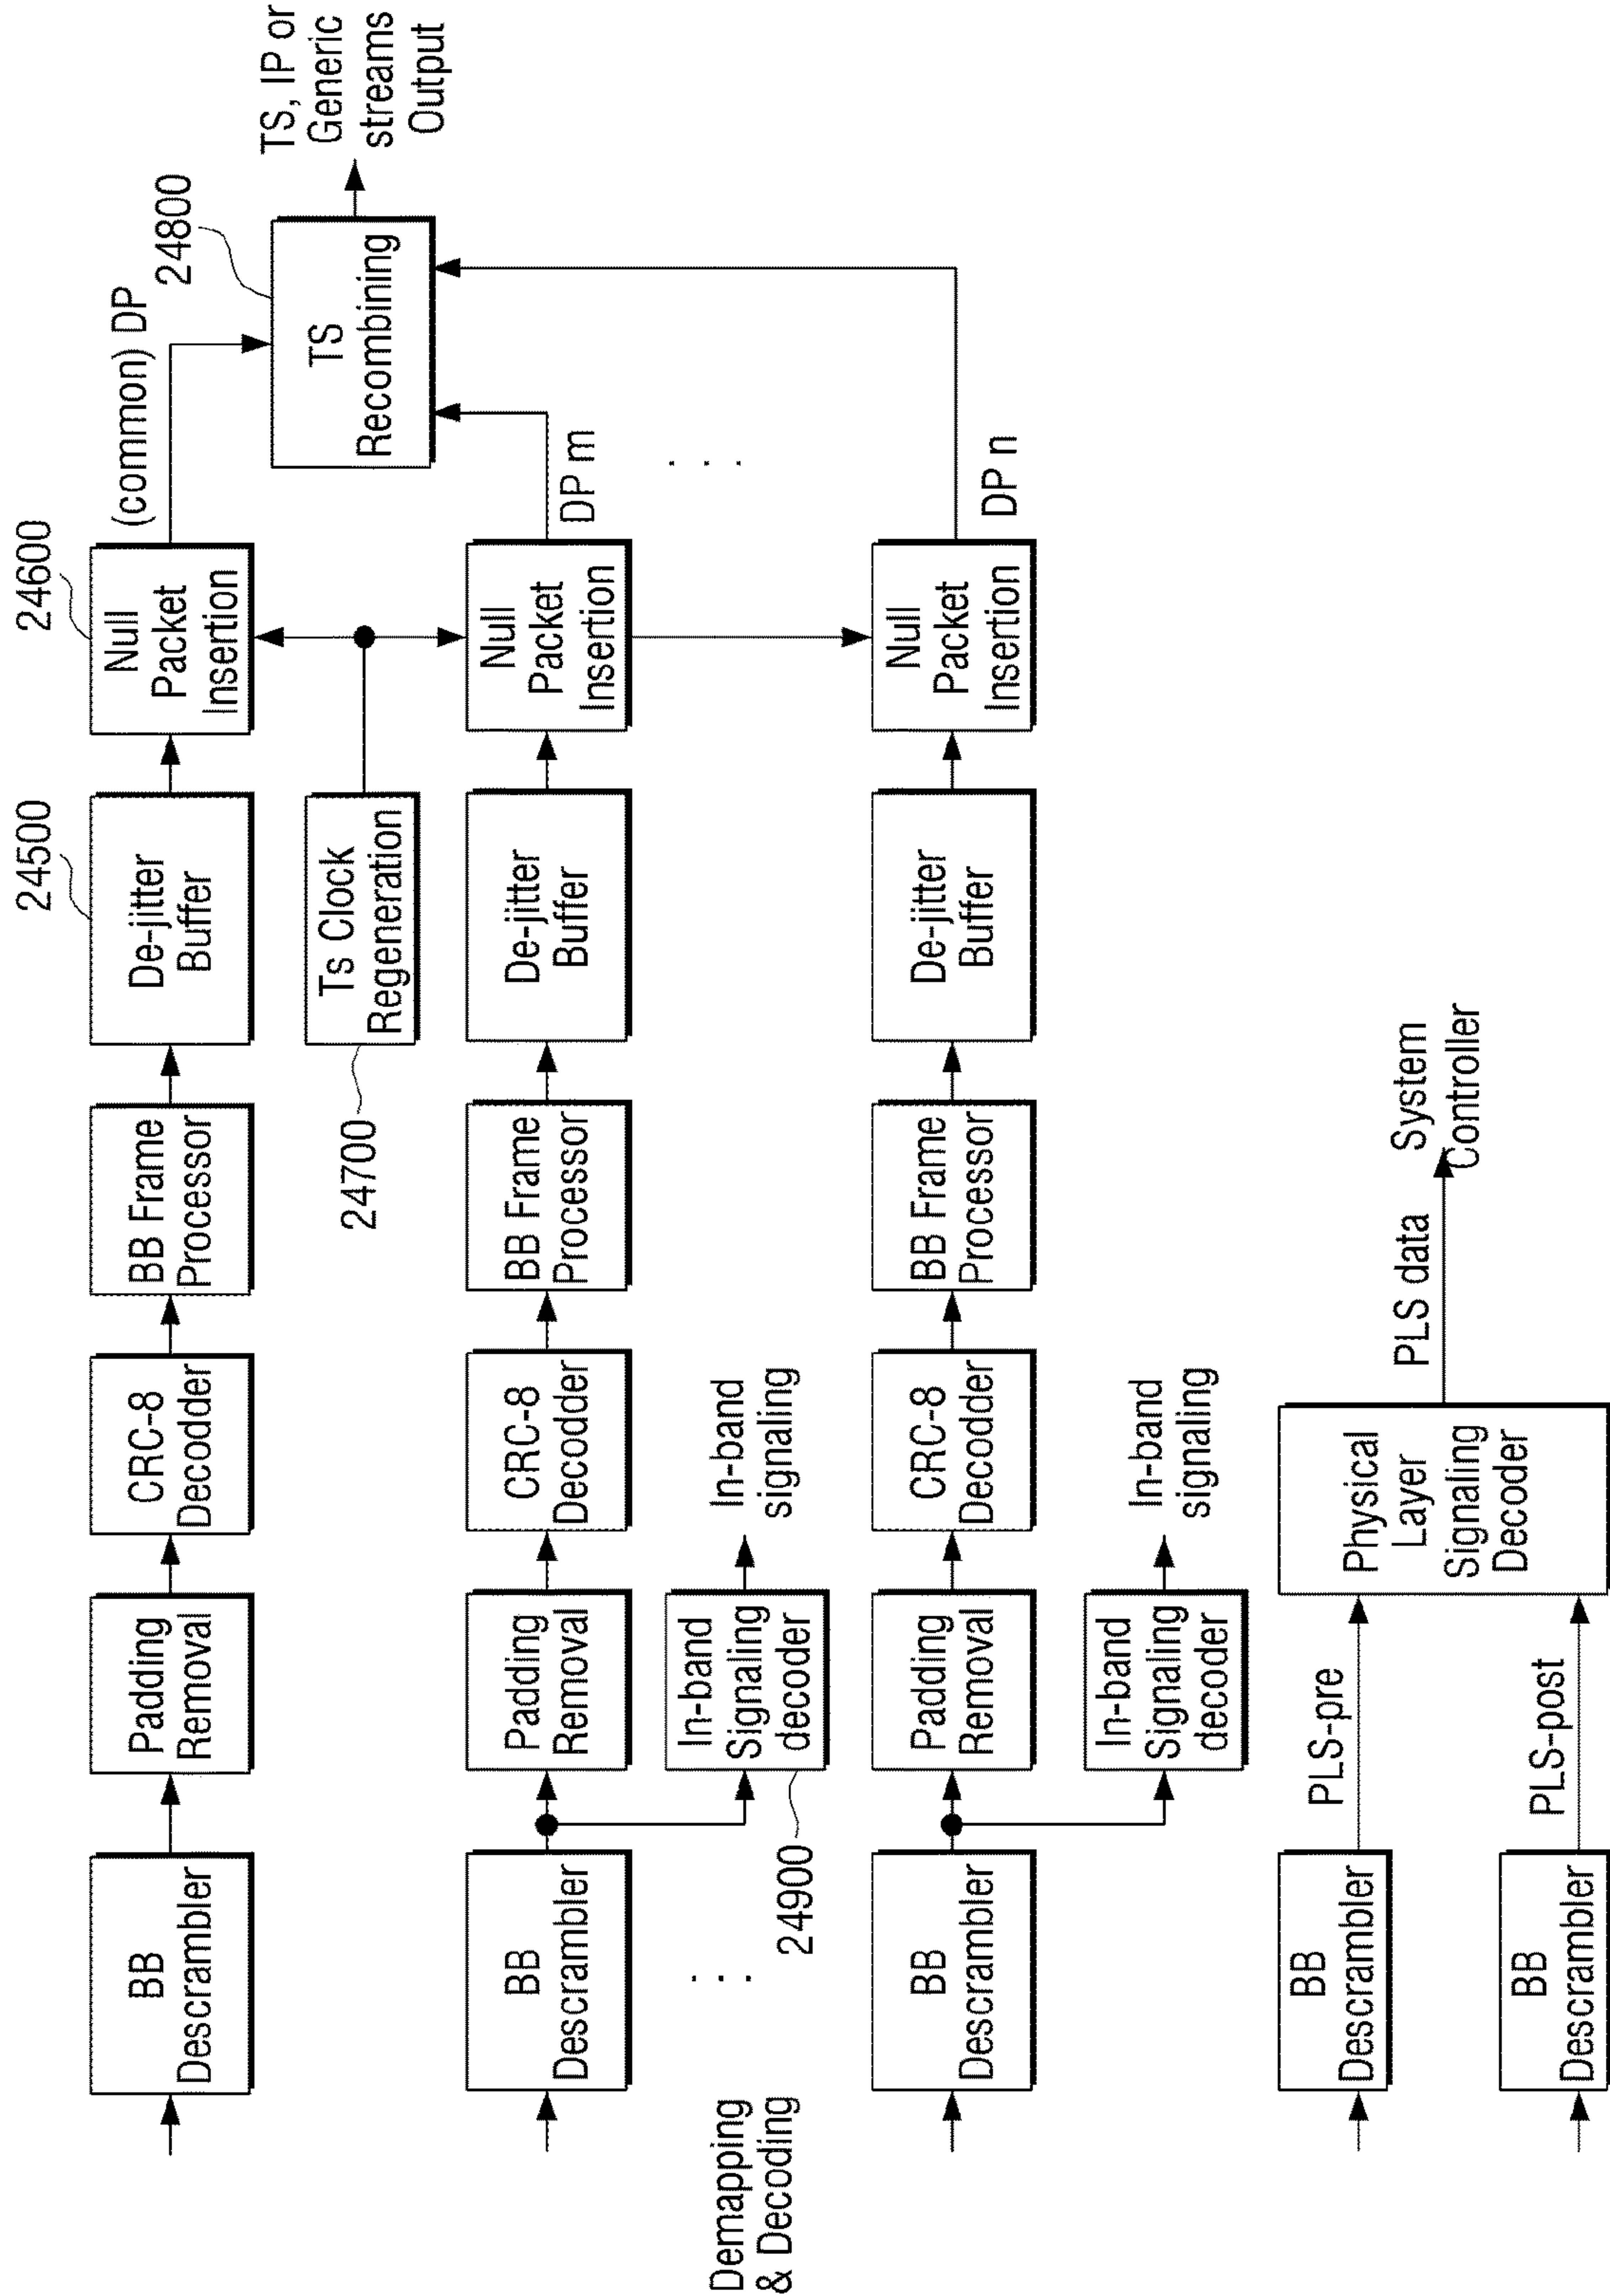 BB
Descrambler
Padding
Removal
CRC-8
Decodder
BB Frame
Processor
24500
De-jitter
Buffer
24600
Null
Packet
Insertion
(common) DP
24800
TS
Recombining
TS, IP or
Generic
streams
Output
24700
Ts Clock
Regeneration
BB
Descrambler
Padding
Removal
CRC-8
Decoder
BB Frame
Processor
De-jitter
Buffer
Null
Packet
Insertion
DP m
24900
In-band
Signaling
decoder
In-band
signaling
. . .
. . .
Demapping
& Decoding
BB
Descrambler
Padding
Removal
CRC-8
Decoder
BB Frame
Processor
De-jitter
Buffer
Null
Packet
Insertion
DP n
In-band
Signaling
decoder
In-band
signaling
BB
Descrambler
PLS-pre
Physical
Layer
Signaling
Decoder
PLS data
System
Controller
BB
Descrambler
PLS-post